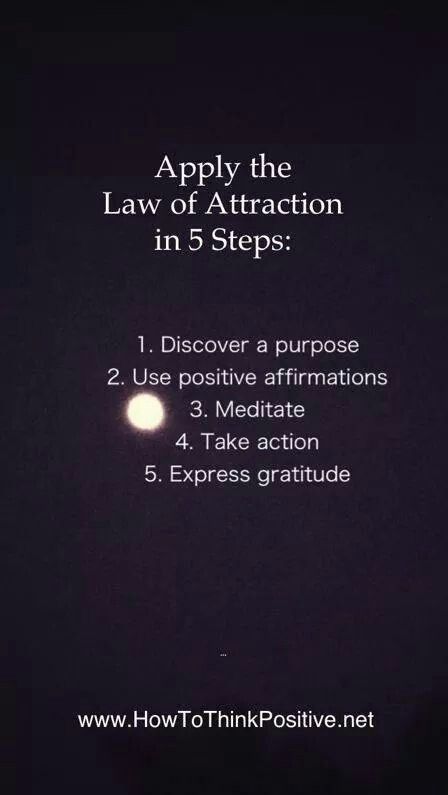 Apply the
Law of Attraction
in 5 Steps:
1. Discover a purpose
2. Use positive affirmations
3. Meditate
4. Take action
5. Express gratitude
...
www.HowToThinkPositive.net